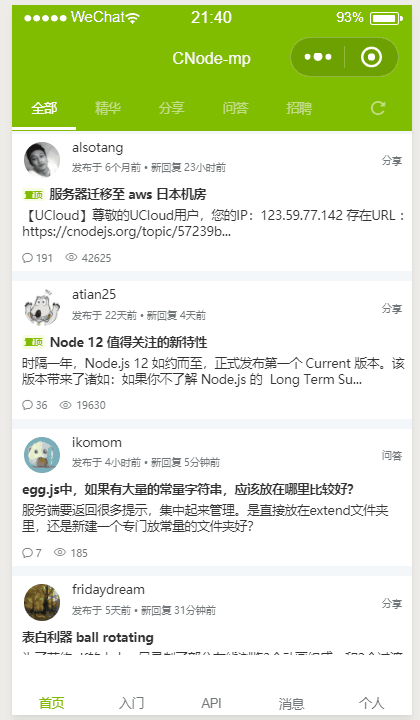 WeChat 21:40 93%
CNode-mp
全部 精华 分享 问答 招聘
alsotang
发布于 6个月前 • 新回复 23小时前 分享
置顶 服务器迁移至 aws 日本机房
【UCloud】尊敬的UCloud用户，您的IP：123.59.77.142 存在URL：
https://cnodejs.org/topic/57239b...
191 42625
atian25
发布于 22天前 • 新回复 4天前 分享
置顶 Node 12 值得关注的新特性
时隔一年，Node.js 12 如约而至，正式发布第一个 Current 版本。该
版本带来了诸如：如果你不了解 Node.js 的 Long Term Su...
36 19630
ikomom
发布于 4小时前 • 新回复 5分钟前 问答
egg.js中，如果有大量的常量字符串，应该放在哪里比较好?
服务端要返回很多提示，集中起来管理。是直接放在extend文件夹
里，还是新建一个专门放常量的文件夹好?
7 185
fridaydream
发布于 5天前 • 新回复 31分钟前 分享
表白利器 ball rotating
首页 入门 API 消息 个人